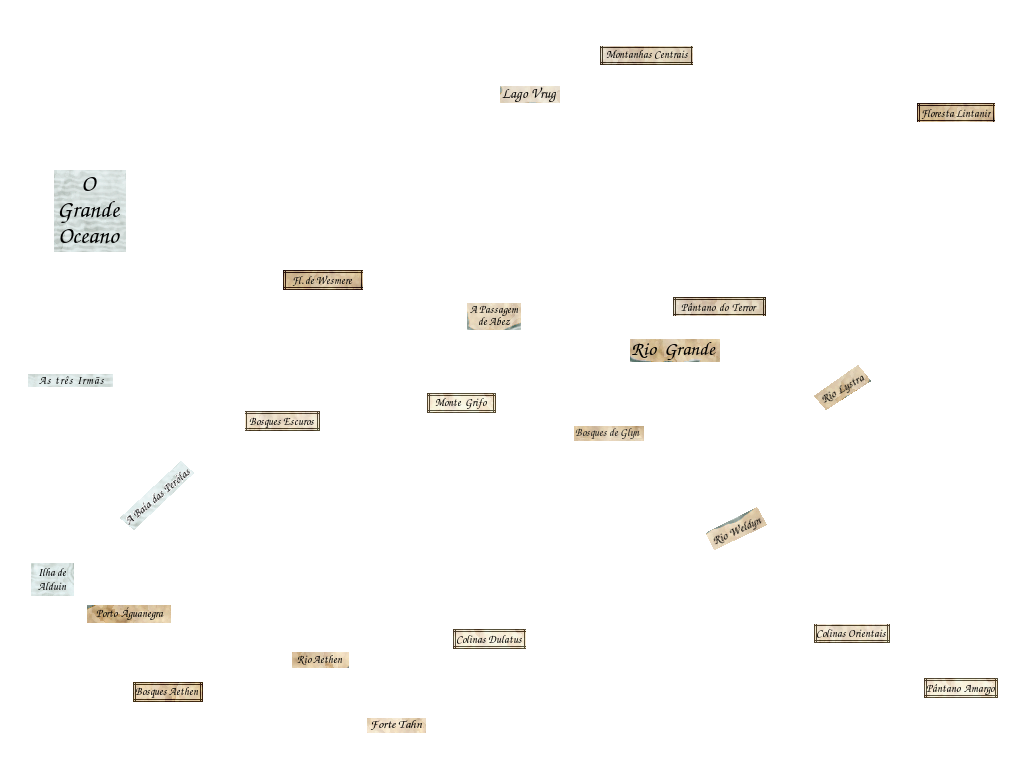 Montanhas Centrais
Lago Vrug
Floresta Lintanir
O
Grande
Oceano
Fl. de Wesmere
A Passagem
de Abez
Pântano do Terror
Rio Grande
As três Irmãs
Rio Lystra
Monte Grifo
Bosques Escuros
Bosques de Glyn
A Baía das Perólas
Rio Weldyn
Ilha de
Alduin
Porto Águanegra
Colinas Dulatus
Colinas Orientais
Rio Aethen
Bosques Aethen
Pântano Amargo
Forte Tahn